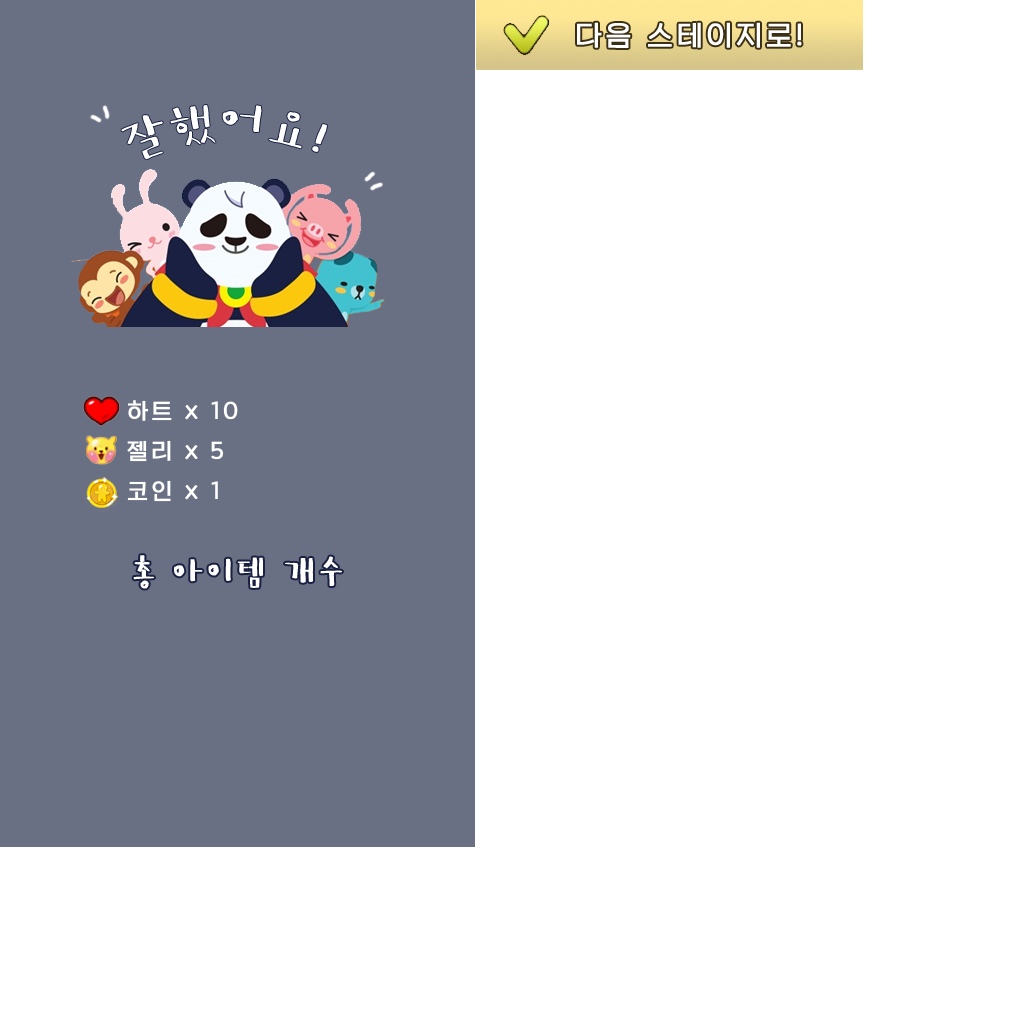 잘했어요!
하트 x 10
젤리 x 5
코인 x 1
총 아이템 개수
다음 스테이지로!